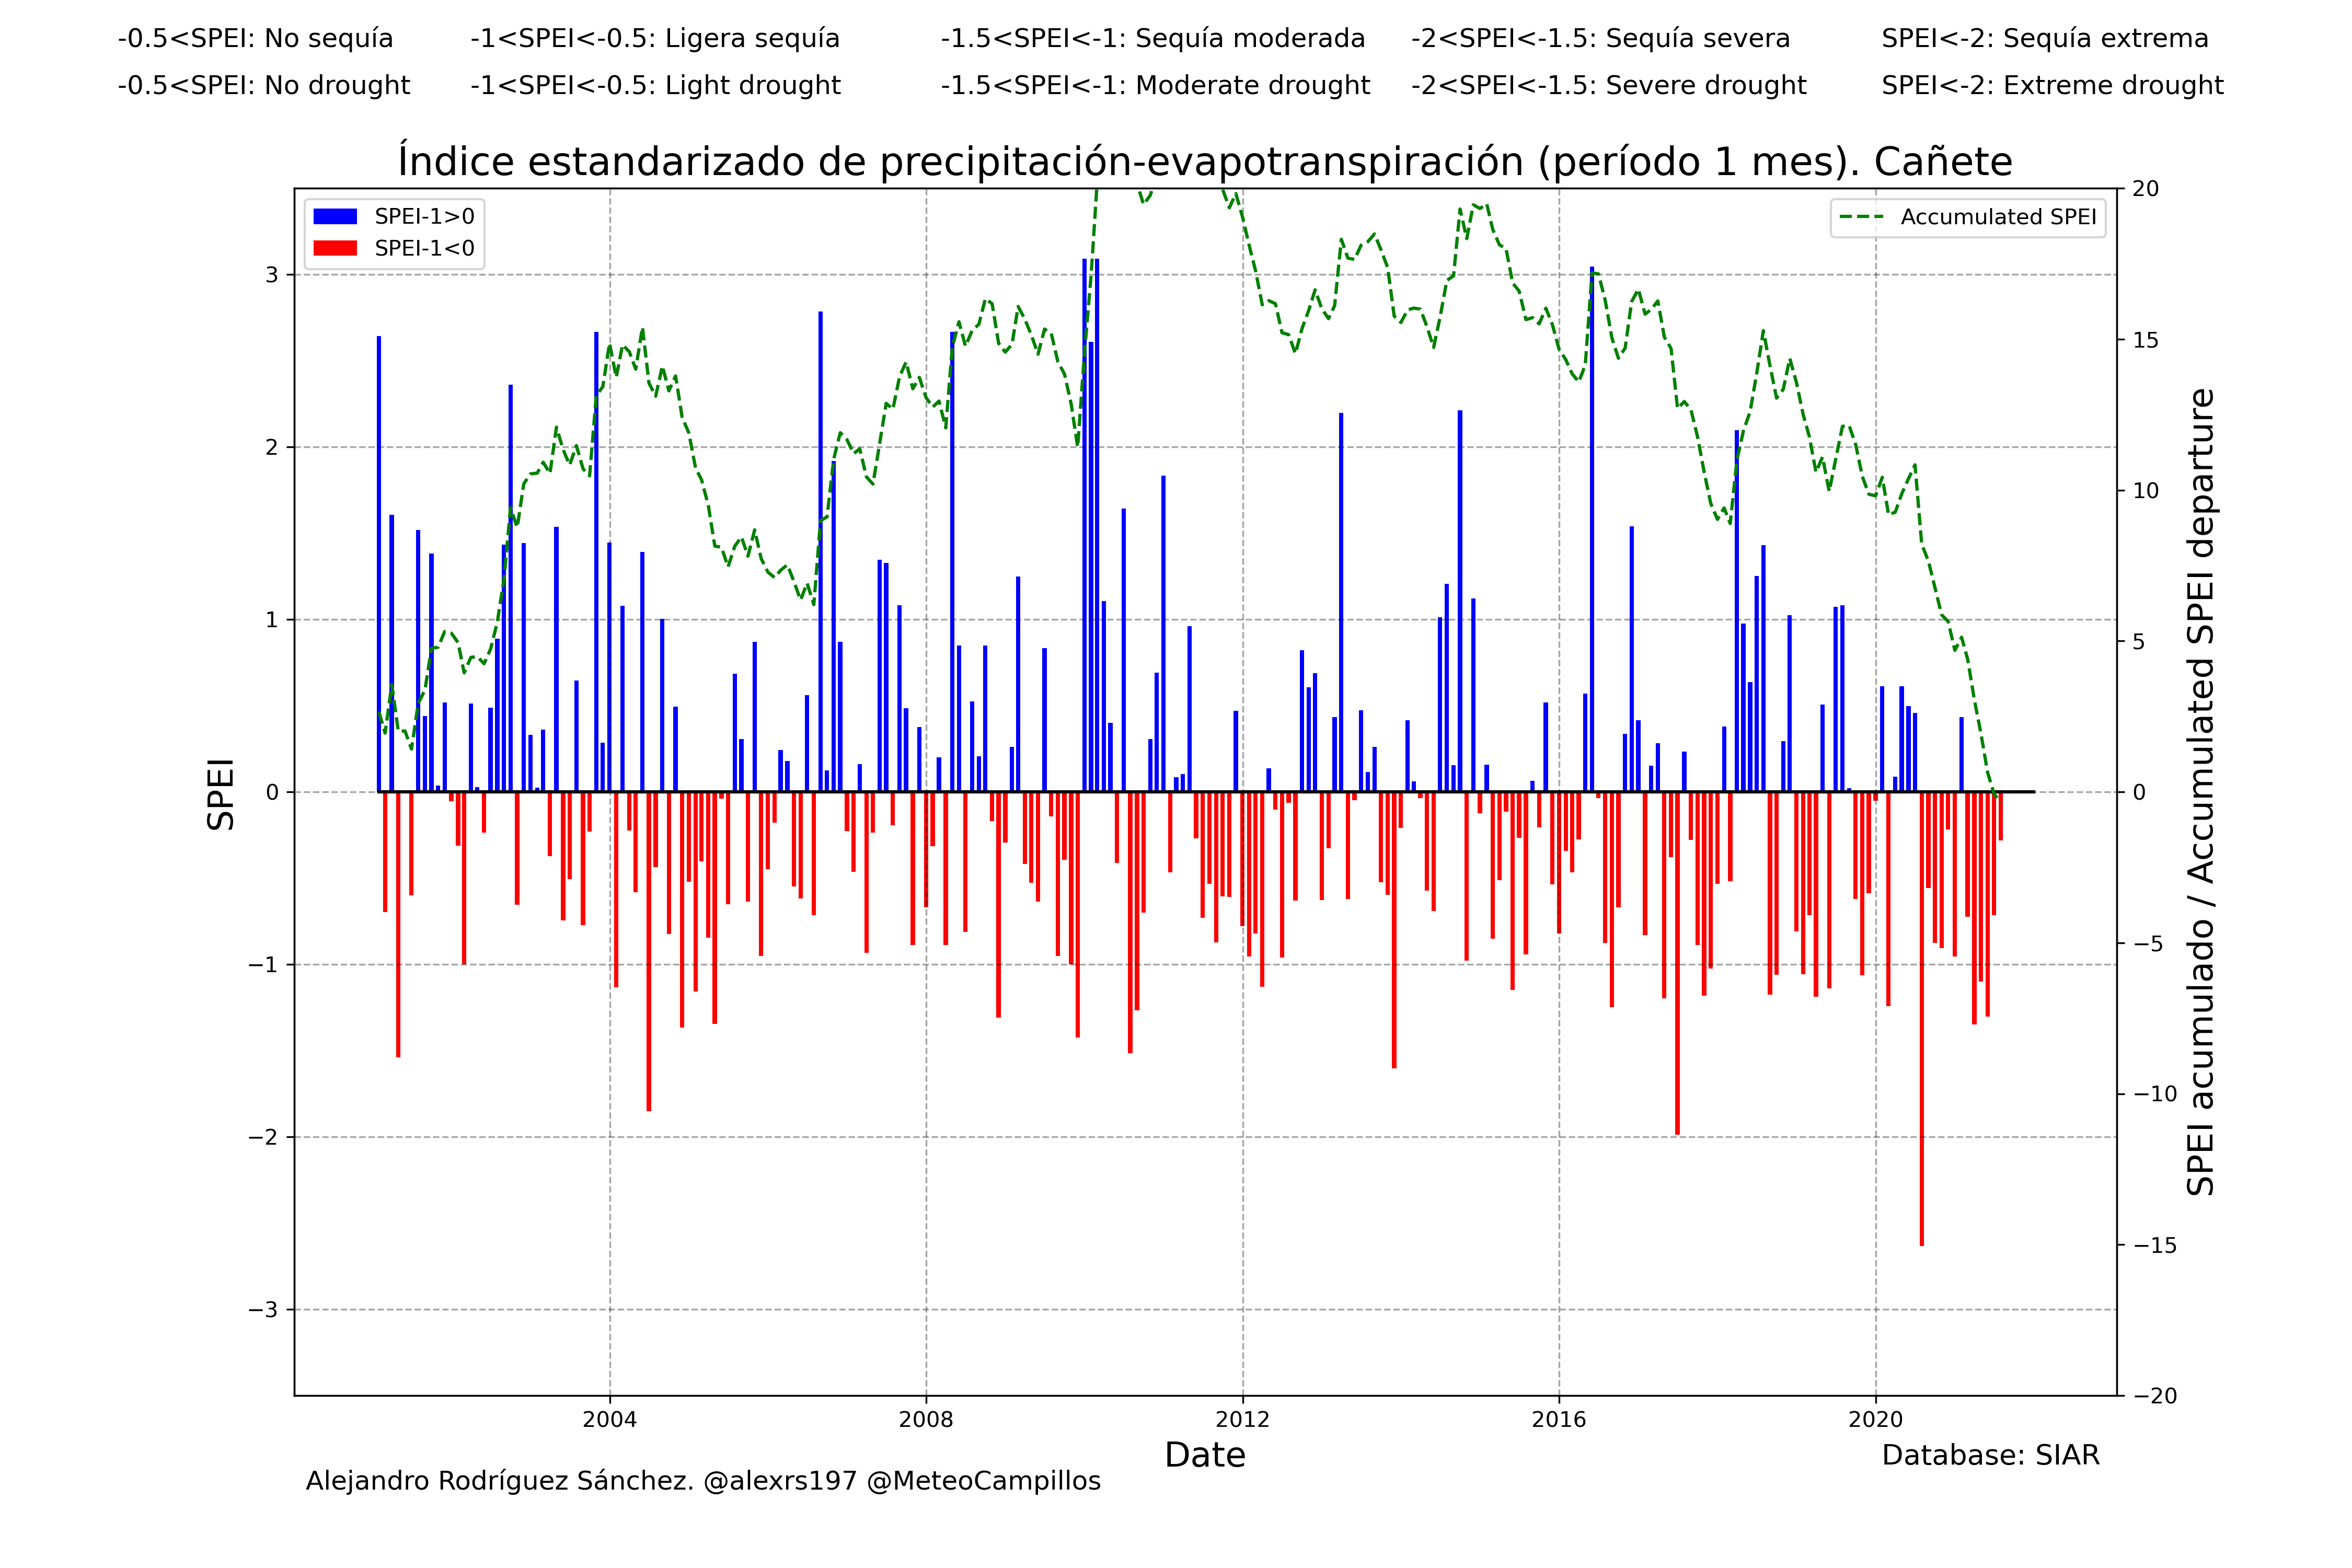 -0.5<SPEI: No sequía -1<SPEI<-0.5: Ligera sequía -1.5<SPEI<-1: Sequía moderada -2<SPEI<-1.5: Sequía severa SPEI<-2: Sequía extrema
-0.5<SPEI: No drought -1<SPEI<-0.5: Light drought -1.5<SPEI<-1: Moderate drought -2<SPEI<-1.5: Severe drought SPEI<-2: Extreme drought
Índice estandarizado de precipitación-evapotranspiración (período 1 mes). Cañete
SPEI-1>0
SPEI-1<0
Accumulated SPEI
SPEI
3
2
1
0
−1
−2
−3
20
15
10
5
0
−5
−10
−15
−20
SPEI acumulado / Accumulated SPEI departure
2004 2008 2012 2016 2020
Date
Database: SIAR
Alejandro Rodríguez Sánchez. @alexrs197 @MeteoCampillos